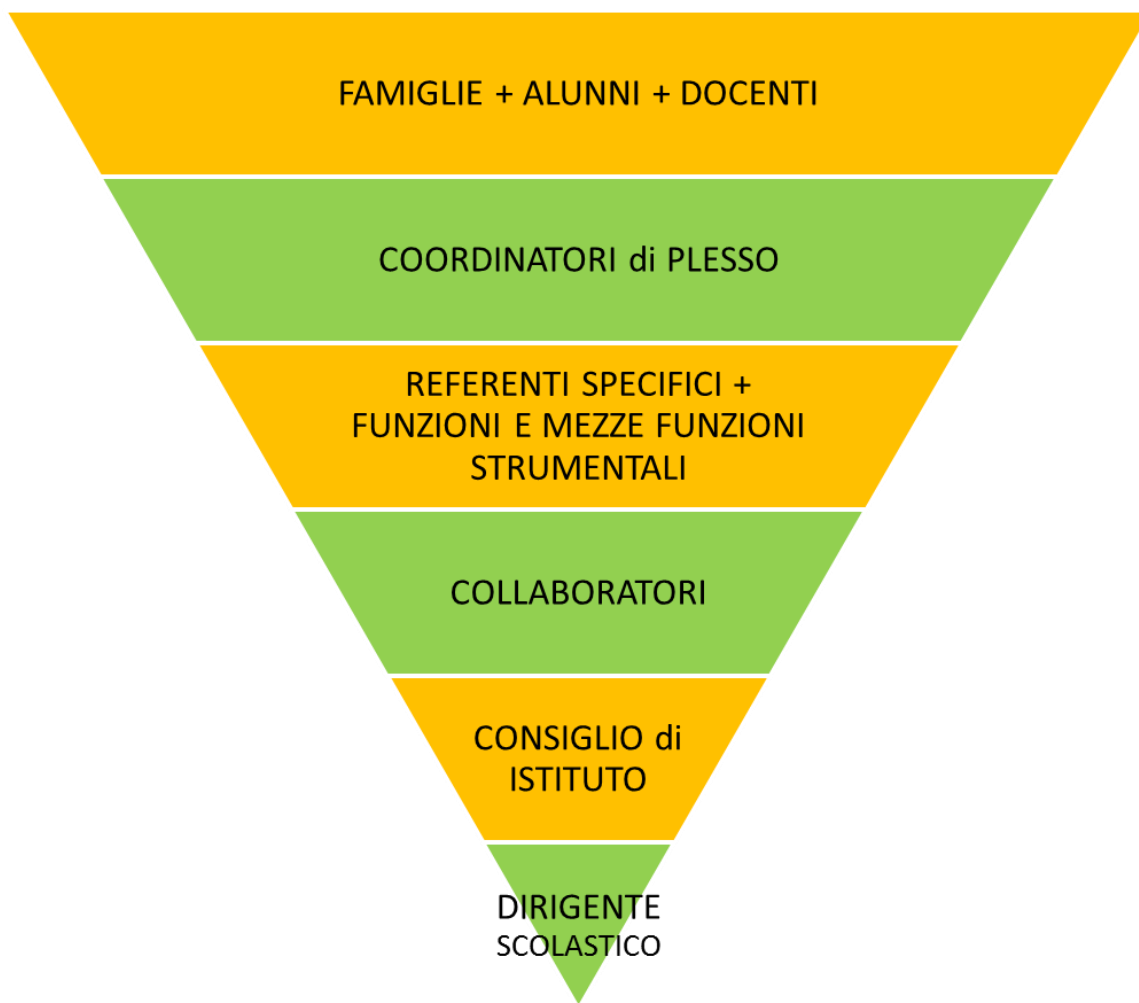 FAMIGLIE + ALUNNI + DOCENTI
COORDINATORI di PLESSO
REFERENTI SPECIFICI +
FUNZIONI E MEZZE FUNZIONI
STRUMENTALI
COLLABORATORI
CONSIGLIO di
ISTITUTO
DIRIGENTE
SCOLASTICO